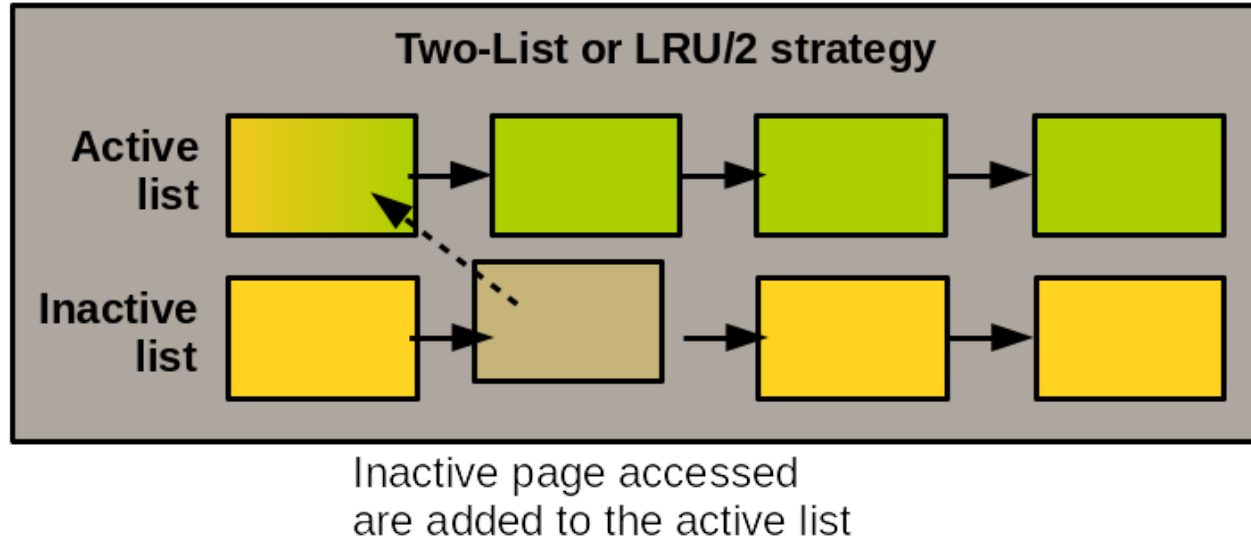 Two-List or LRU/2 strategy
Active
list
Inactive
list
Inactive page accessed
are added to the active list